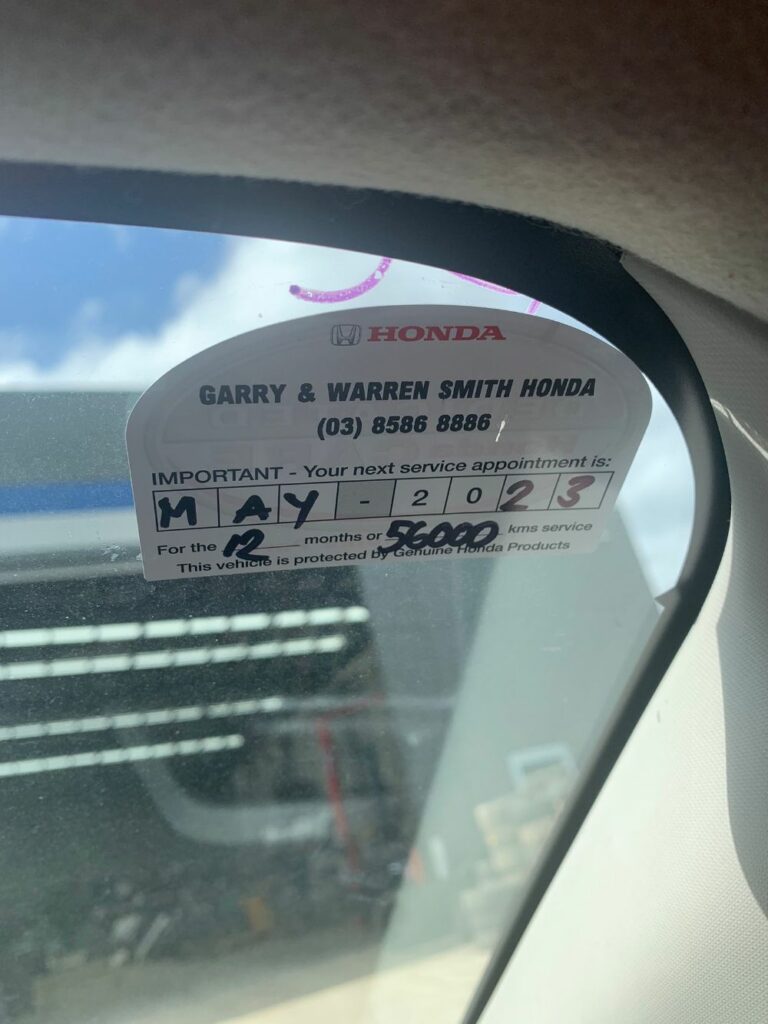 HONDA
GARRY & WARREN SMITH HONDA
(03) 8586 8886
IMPORTANT - Your next service appointment is:
MAY - 2023
For the 12 months or 56000 kms service
This vehicle is protected by Genuine Honda Products